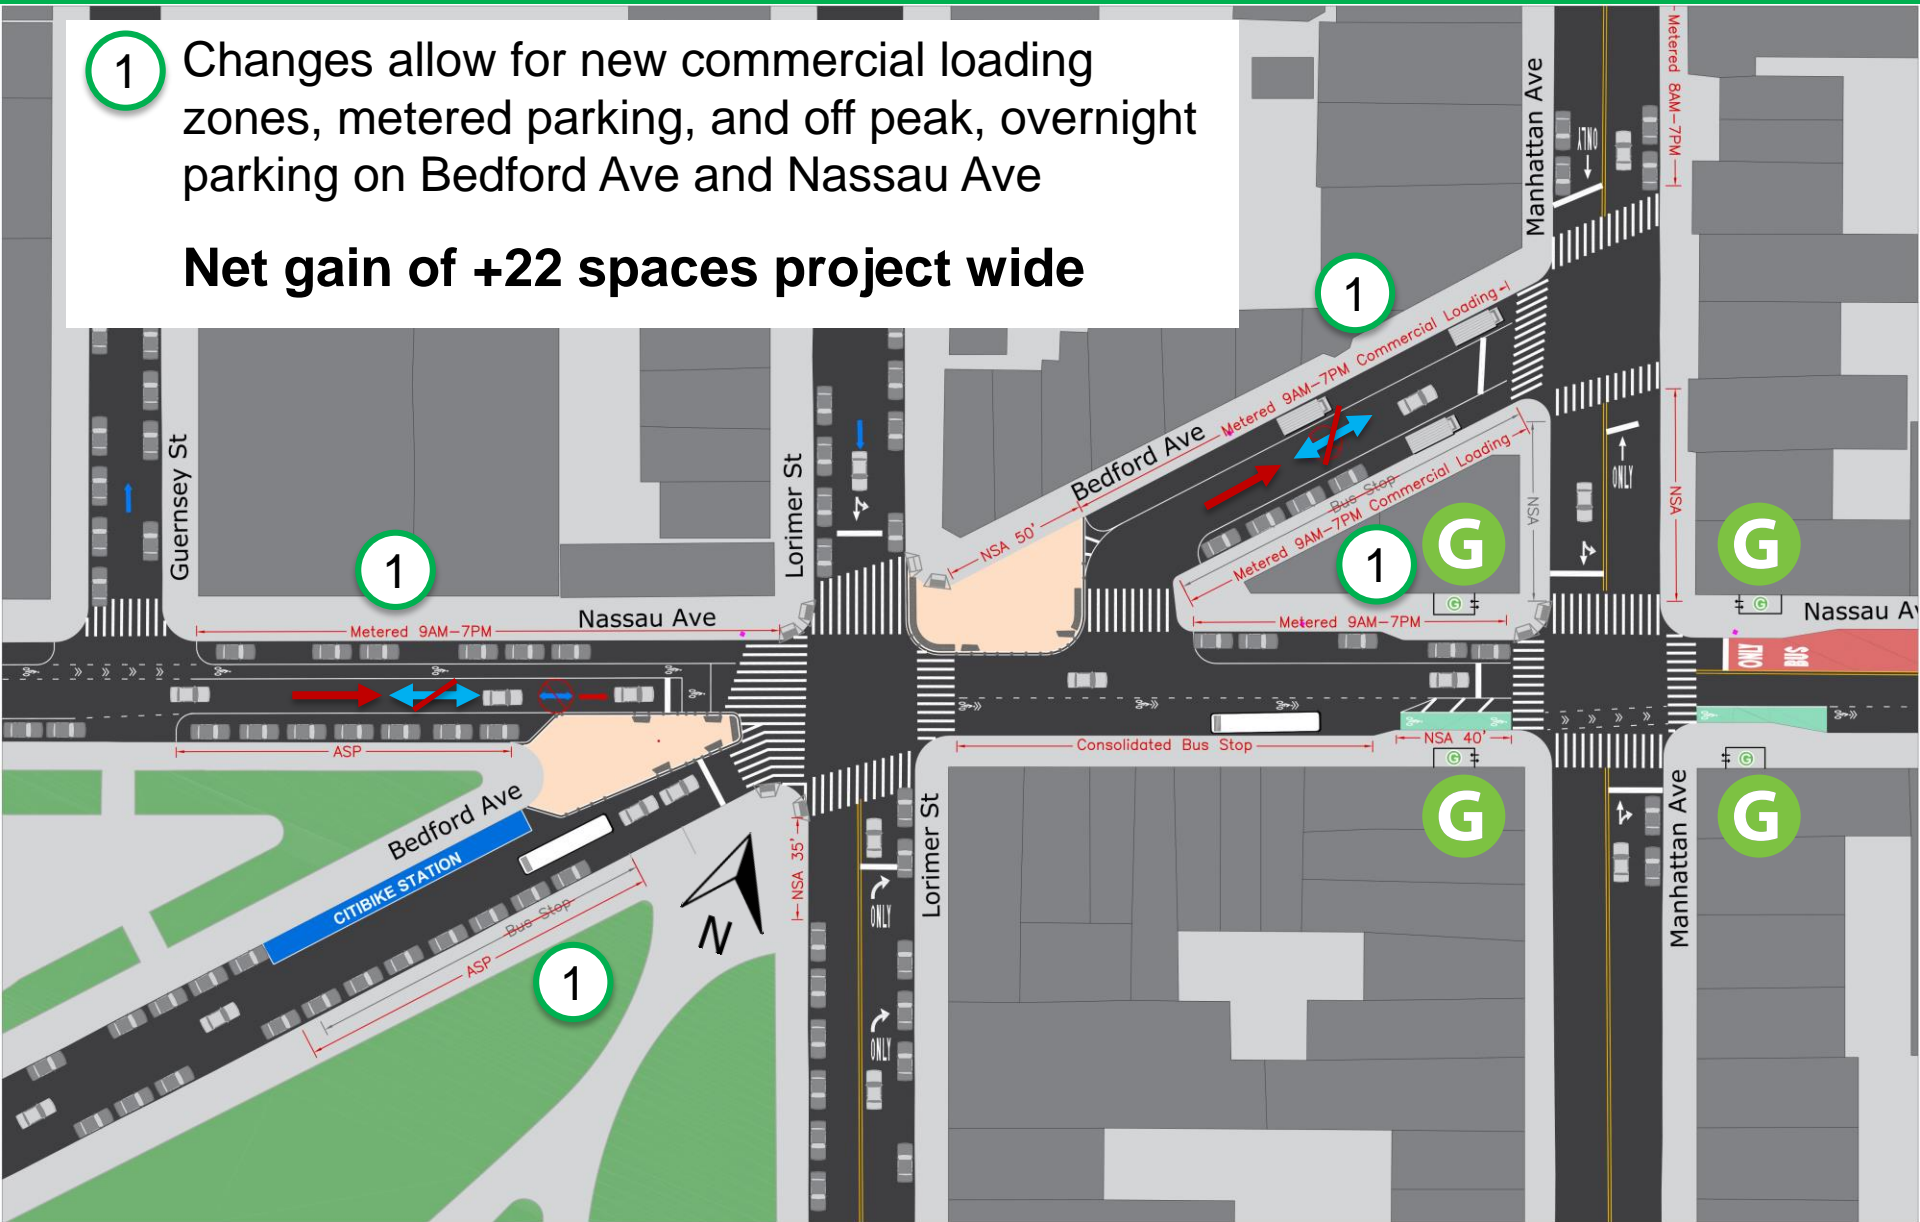 1 Changes allow for new commercial loading
zones, metered parking, and off peak, overnight
parking on Bedford Ave and Nassau Ave
Net gain of +22 spaces project wide
Metered 8AM-7PM
Manhattan Ave
ONLY
1
Metered 9AM-7PM Commercial Loading
Bedford Ave
Guernsey St
Lorimer St
Bus Stop
Metered 9AM-7PM Commercial Loading
NSA
NSA
ONLY
NSA 50'
1
1
G
G
G
G
Nassau Ave
Metered 9AM-7PM
Metered 9AM-7PM
Nassau Av
ONLY
BUS
ASP
Consolidated Bus Stop
NSA 40'
G
G
G
G
Bedford Ave
CITIBIKE STATION
N
NSA 35'
Lorimer St
ONLY
ONLY
Manhattan Ave
Bus Stop
ASP
1